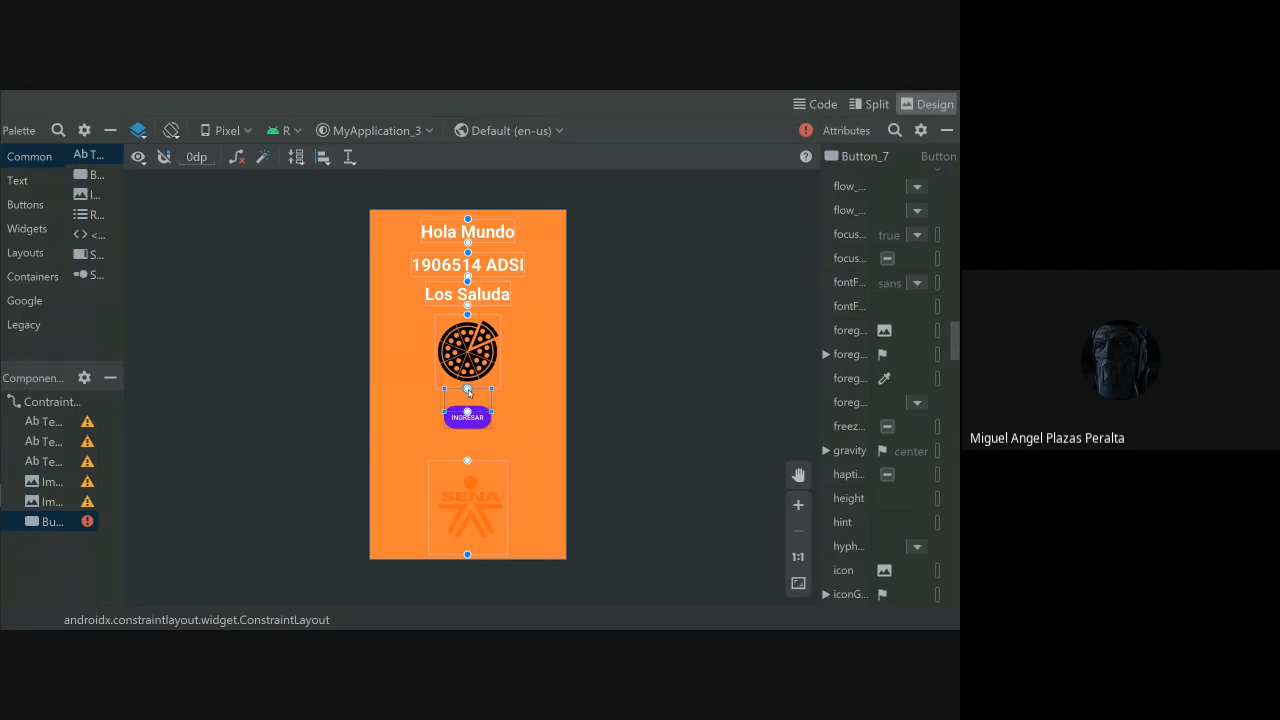 Code
Split
Design
Palette
Pixel
R
MyApplication_3
Default (en-us)
Attributes
Common
Ab T...
0dp
Button_7
Button
B...
Text
I...
flow_...
Buttons
R...
flow_...
Widgets
<> <...
focus...
true
Layouts
S...
focus...
Containers
S...
fontF...
sans
Google
fontF...
Legacy
foreg...
foreg...
Componen...
foreg...
Contraint...
foreg...
Ab Te...
freez...
Ab Te...
gravity
center
Ab Te...
hapti...
Im...
height
Im...
hint
Bu...
hyph...
1:1
icon
iconG...
Hola Mundo
1906514 ADSI
Los Saluda
INGRESAR
SENA
androidx.constraintlayout.widget.ConstraintLayout
Miguel Angel Plazas Peralta